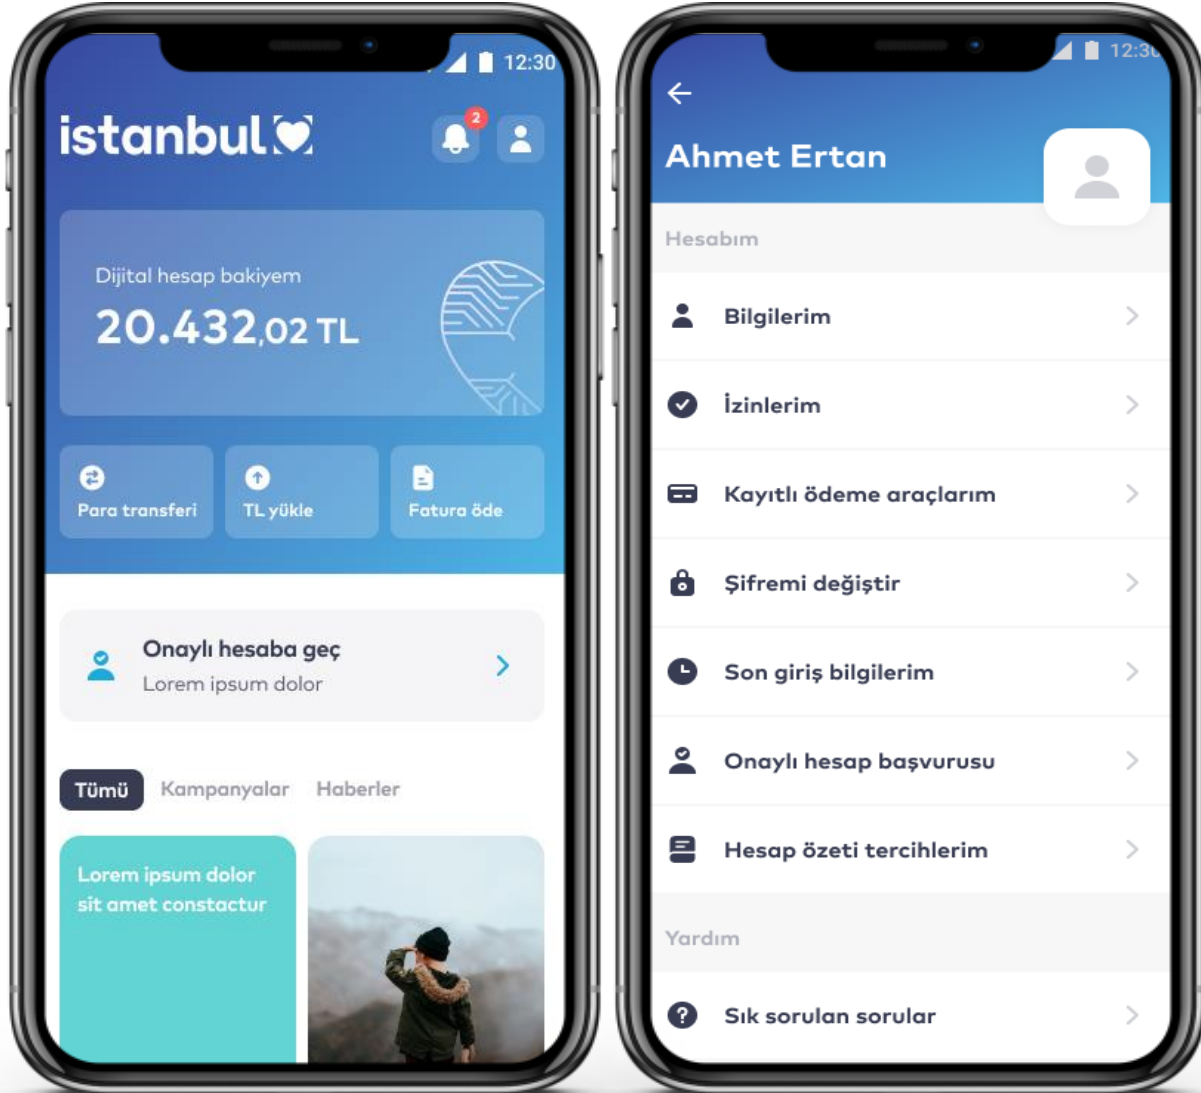 12:30
istanbul
2
Dijital hesap bakiyem
20.432,02 TL
Para transferi
TL yükle
Fatura öde
Onaylı hesaba geç
Lorem ipsum dolor
Tümü
Kampanyalar
Haberler
Lorem ipsum dolor
sit amet constactur
12:30
Ahmet Ertan
Hesabım
Bilgilerim
İzinlerim
Kayıtlı ödeme araçlarım
Şifremi değiştir
Son giriş bilgilerim
Onaylı hesap başvurusu
Hesap özeti tercihlerim
Yardım
Sık sorulan sorular